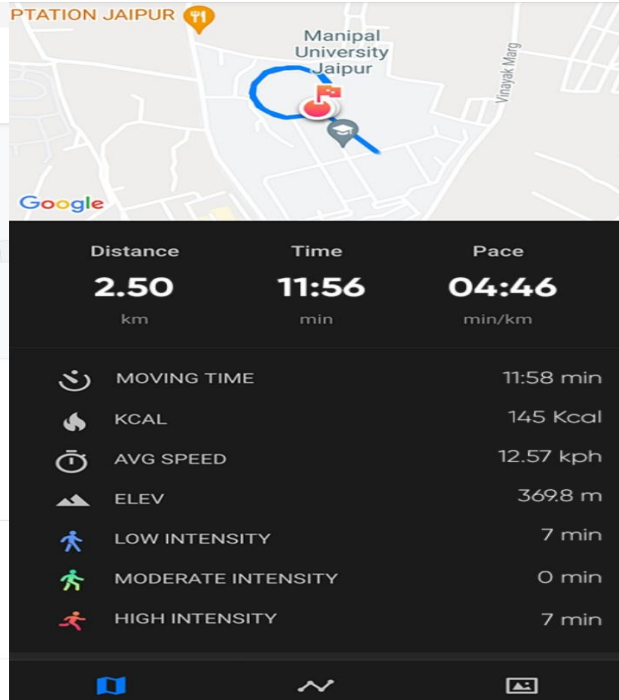 PTATION JAIPUR
Manipal
University
Jaipur
Vinayak Marg
Google
Distance Time Pace
2.50 11:56 04:46
km min min/km
MOVING TIME 11:58 min
KCAL 145 Kcal
AVG SPEED 12.57 kph
ELEV 369.8 m
LOW INTENSITY 7 min
MODERATE INTENSITY 0 min
HIGH INTENSITY 7 min